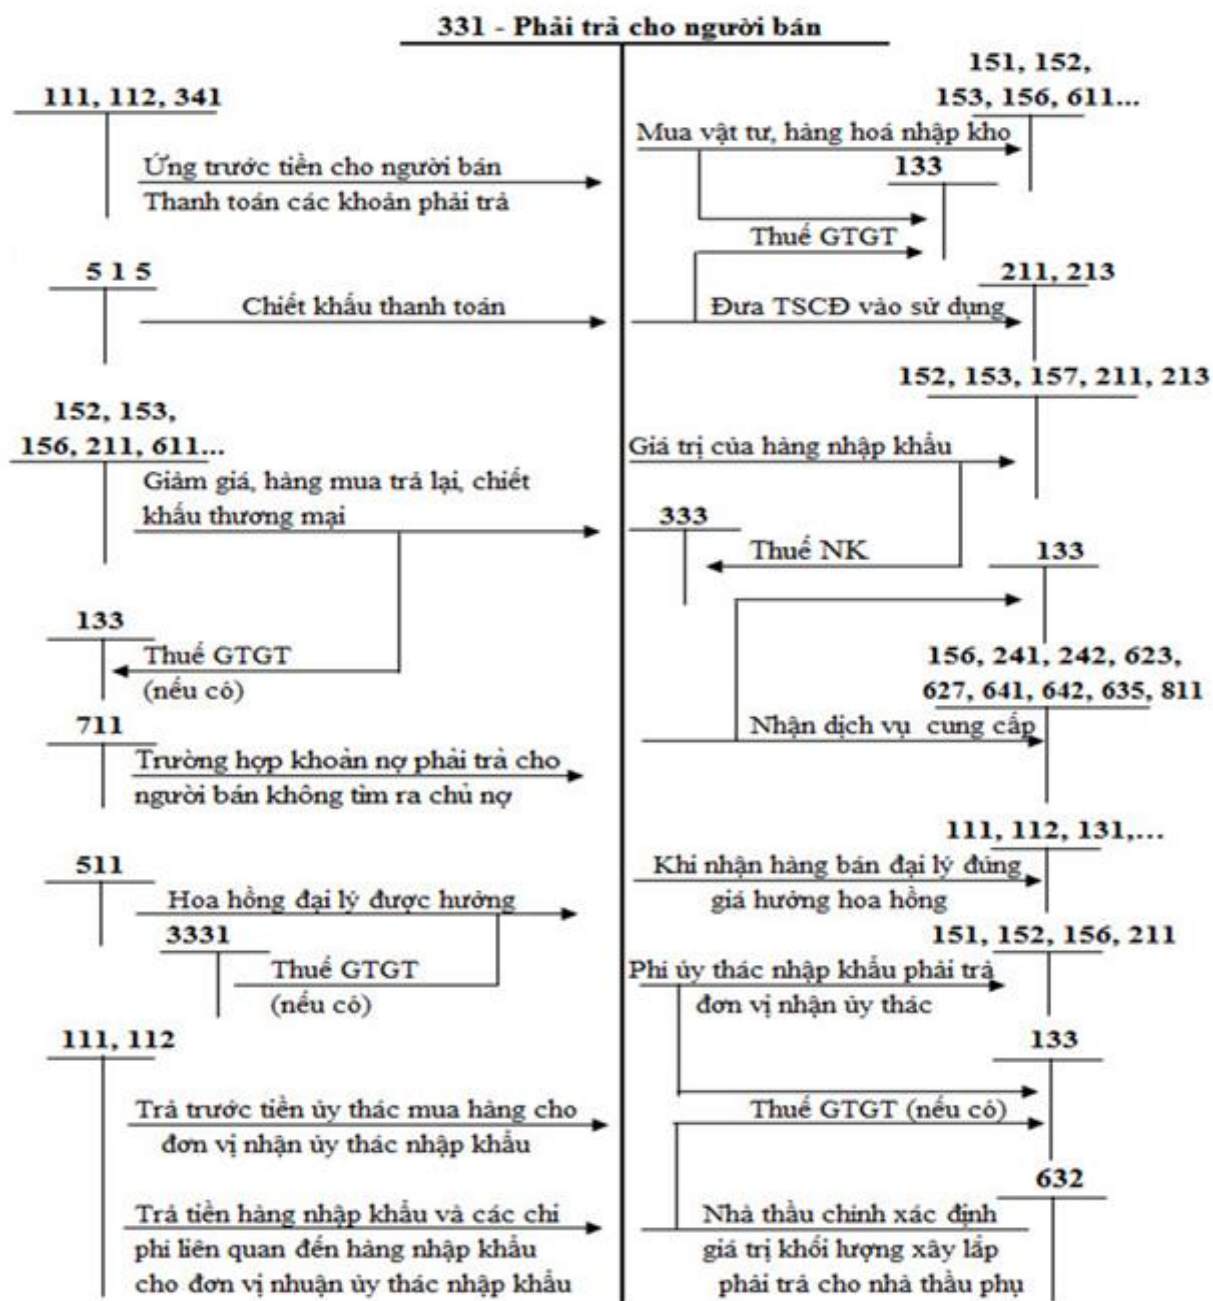 331 - Phải trả cho người bán
111, 112, 341
Ứng trước tiền cho người bán
Thanh toán các khoản phải trả
5 1 5
Chiết khấu thanh toán
152, 153,
156, 211, 611...
Giảm giá, hàng mua trả lại, chiết
khấu thương mại
133
Thuế GTGT
(nếu có)
711
Trường hợp khoản nợ phải trả cho
người bán không tìm ra chủ nợ
511
Hoa hồng đại lý được hưởng
3331
Thuế GTGT
(nếu có)
111, 112
Trả trước tiền ủy thác mua hàng cho
đơn vị nhận ủy thác nhập khẩu
Trả tiền hàng nhập khẩu và các chi
phí liên quan đến hàng nhập khẩu
cho đơn vị nhuận ủy thác nhập khẩu
151, 152,
153, 156, 611...
Mua vật tư, hàng hoá nhập kho
133
Thuế GTGT
211, 213
Đưa TSCĐ vào sử dụng
152, 153, 157, 211, 213
Giá trị của hàng nhập khẩu
333
Thuế NK
133
156, 241, 242, 623,
627, 641, 642, 635, 811
Nhận dịch vụ cung cấp
111, 112, 131,...
Khi nhận hàng bán đại lý đúng
giá hưởng hoa hồng
151, 152, 156, 211
Phí ủy thác nhập khẩu phải trả
đơn vị nhận ủy thác
133
Thuế GTGT (nếu có)
632
Nhà thầu chính xác định
giá trị khối lượng xây lắp
phải trả cho nhà thầu phụ